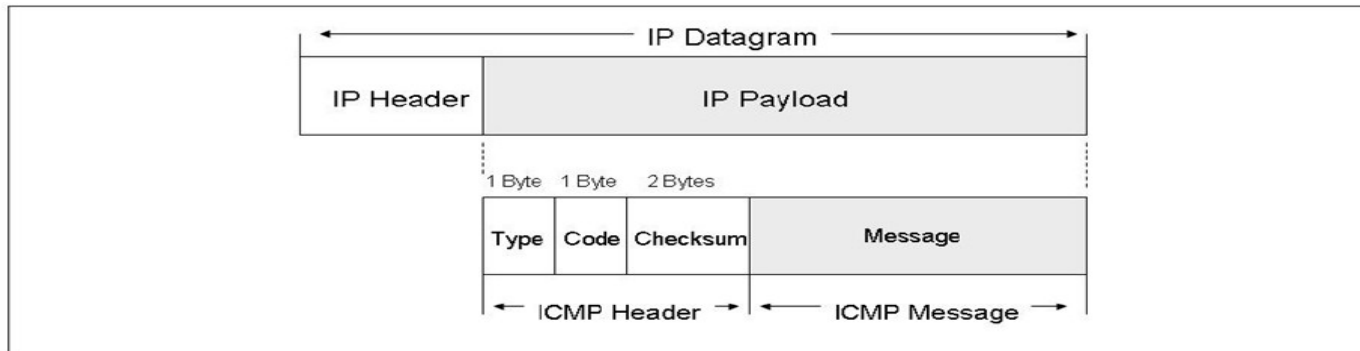 IP Datagram
IP Header IP Payload
1 Byte 1 Byte 2 Bytes
Type Code Checksum Message
ICMP Header ICMP Message